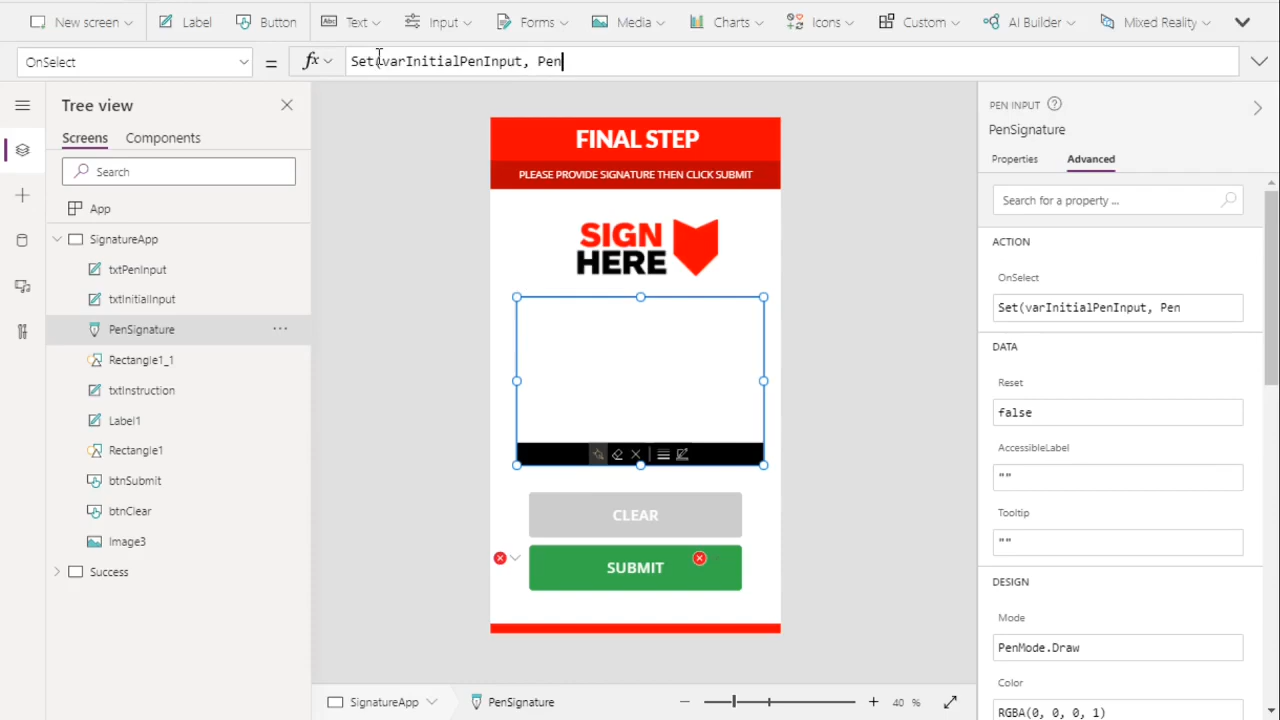 New screen Label Button Text Input Forms Media Charts Icons Custom AI Builder Mixed Reality
OnSelect = fx Set(varInitialPenInput, Pen
Tree view
Screens Components
Search
App
SignatureApp
txtPenInput
txtInitialInput
PenSignature ...
Rectangle1_1
txtInstruction
Label1
Rectangle1
btnSubmit
btnClear
Image3
Success
FINAL STEP
PLEASE PROVIDE SIGNATURE THEN CLICK SUBMIT
SIGN
HERE
CLEAR
SUBMIT
SignatureApp PenSignature 40 %
PEN INPUT
PenSignature
Properties Advanced
Search for a property ...
ACTION
OnSelect
Set(varInitialPenInput, Pen
DATA
Reset
false
AccessibleLabel
""
Tooltip
""
DESIGN
Mode
PenMode.Draw
Color
RGBA(0, 0, 0, 1)